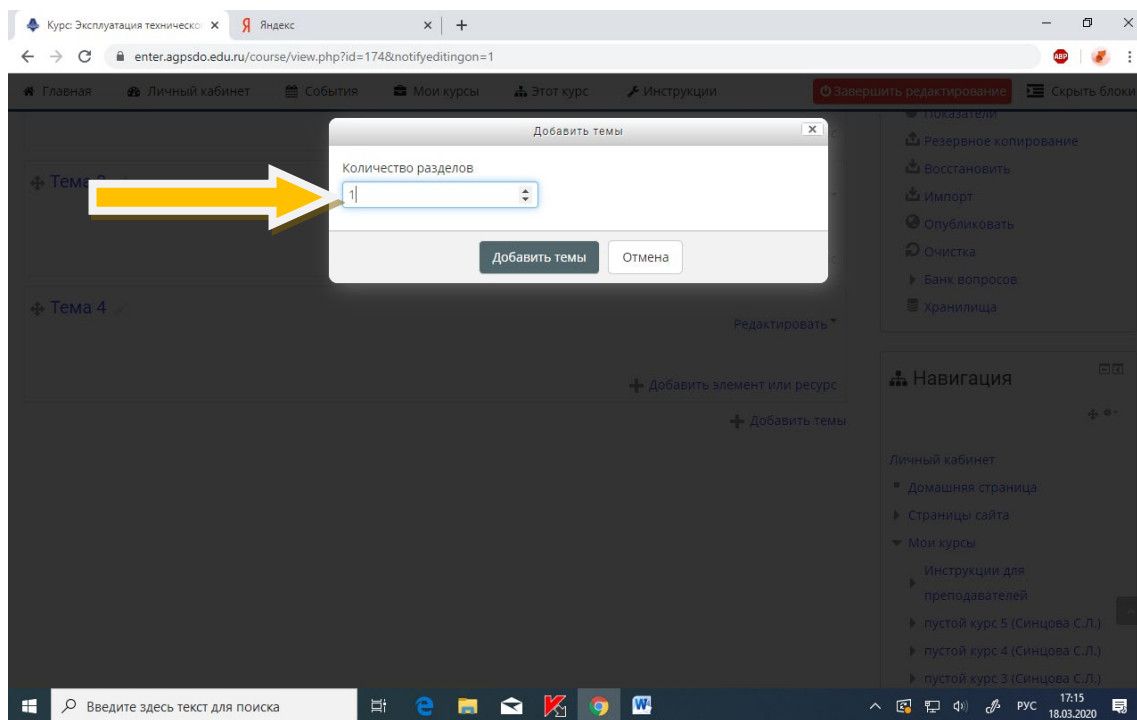 Курс: Эксплуатация техническо
Яндекс
enter.agpsdo.edu.ru/course/view.php?id=174&notifyeditingon=1
ABP
Главная
Личный кабинет
События
Мои курсы
Этот курс
Инструкции
Завершить редактирование
Скрыть блоки
Добавить темы
Количество разделов
1
Добавить темы
Отмена
Тема
Тема 4
Редактировать
Добавить элемент или ресурс
Добавить темы
Показатели
Резервное копирование
Восстановить
Импорт
Опубликовать
Очистка
Банк вопросов
Хранилища
Навигация
Личный кабинет
Домашняя страница
Страницы сайта
Мои курсы
Инструкции для
преподавателей
пустой курс 5 (Синцова С.Л.)
пустой курс 4 (Синцова С.Л.)
пустой курс 3 (Синцова С.Л.)
Введите здесь текст для поиска
РУС
17:15
18.03.2020